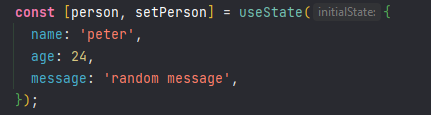 const [person, setPerson] = useState( initialState: {
  name: 'peter',
  age: 24,
  message: 'random message',
});